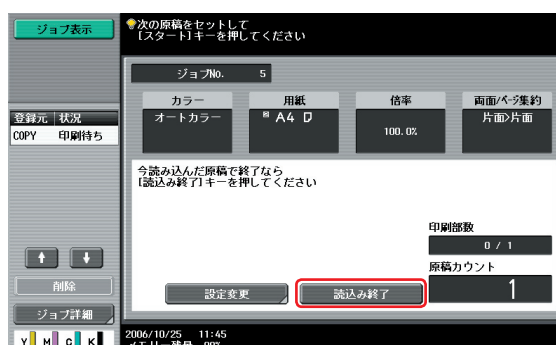 ジョブ表示
次の原稿をセットして
［スタート］キーを押してください
ジョブNo. 5
カラー
オートカラー
用紙
A4
倍率
100.0%
両面/ページ集約
片面>片面
登録元 状況
COPY 印刷待ち
今読み込んだ原稿で終了なら
［読込み終了］キーを押してください
印刷部数
0 / 1
原稿カウント
1
設定変更
読込み終了
削除
ジョブ詳細
Y M C K
2006/10/25 11:45